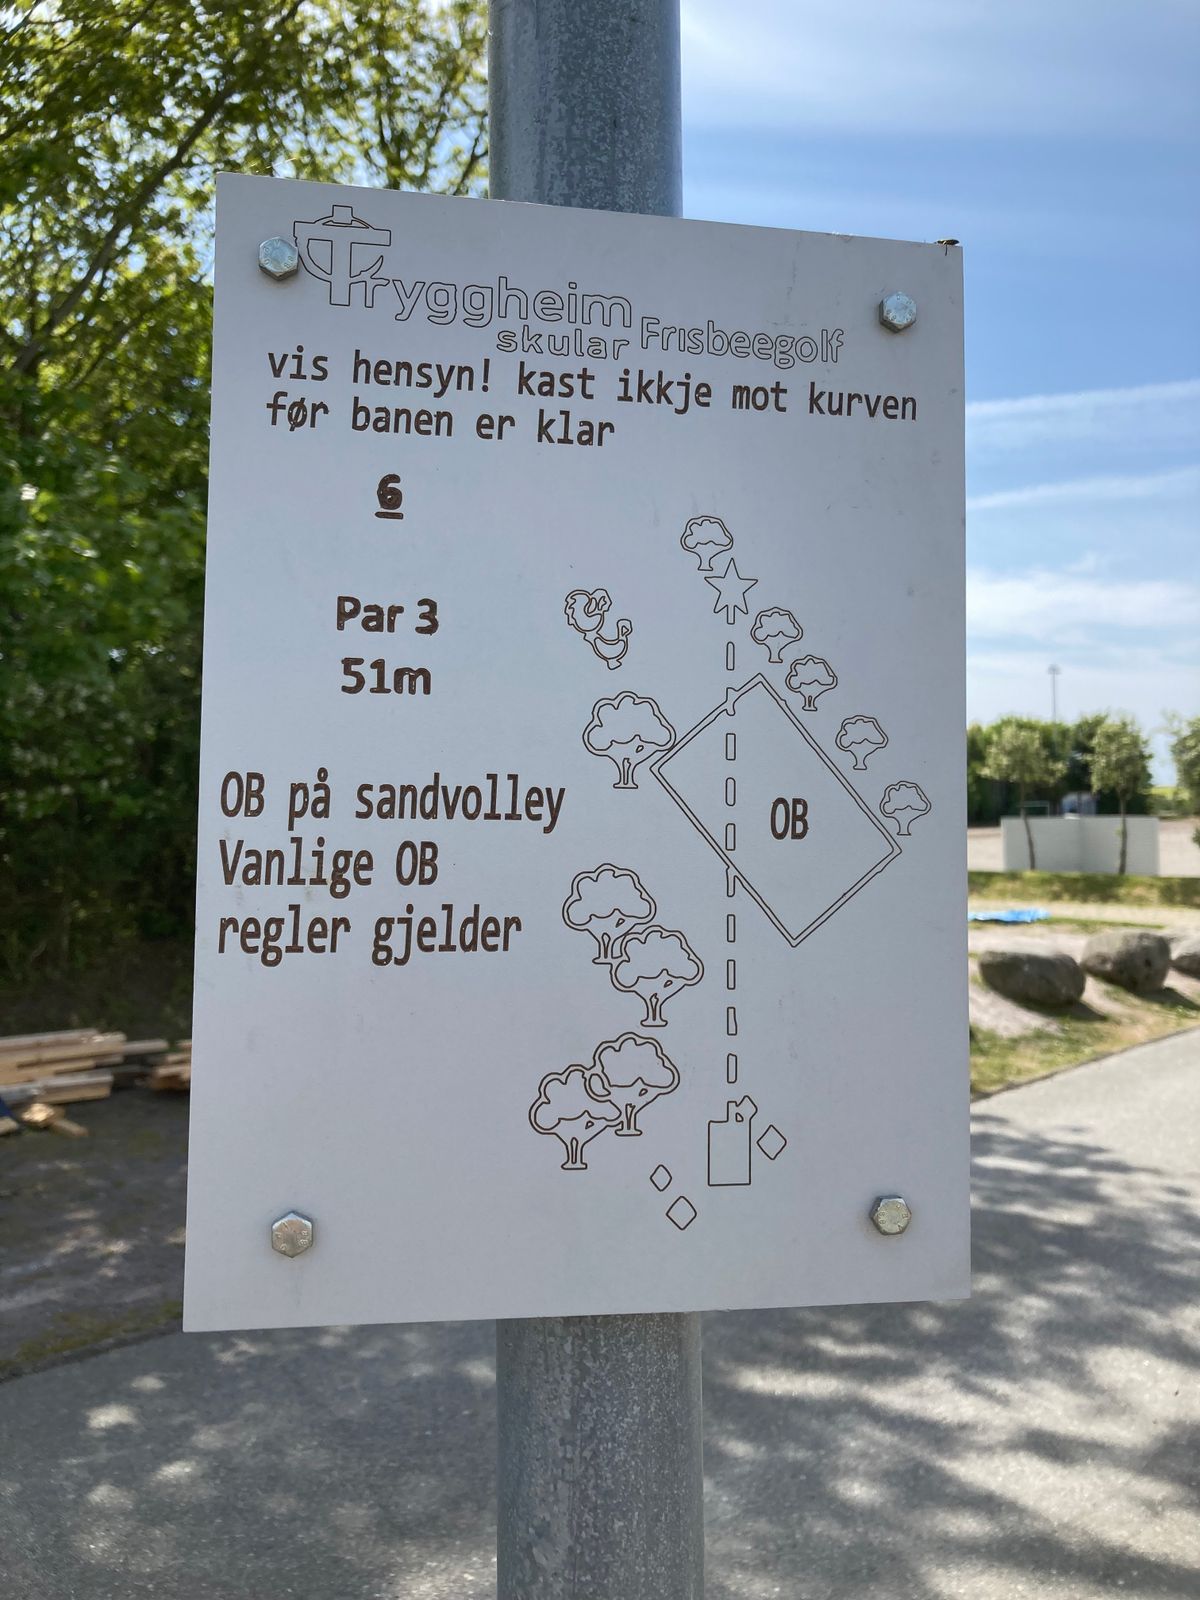 Tryggheim
skular Frisbeegolf
vis hensyn! kast ikkje mot kurven
før banen er klar
6
Par 3
51m
OB
OB på sandvolley
Vanlige OB
regler gjelder